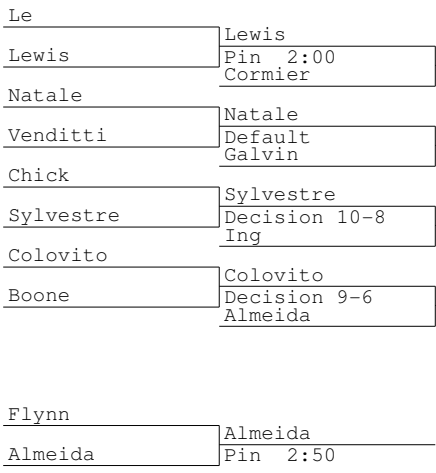 Le
Lewis
Lewis
Pin 2:00
Cormier
Natale
Natale
Venditti
Default
Galvin
Chick
Sylvestre
Sylvestre
Decision 10-8
Ing
Colovito
Colovito
Boone
Decision 9-6
Almeida
Flynn
Almeida
Almeida
Pin 2:50